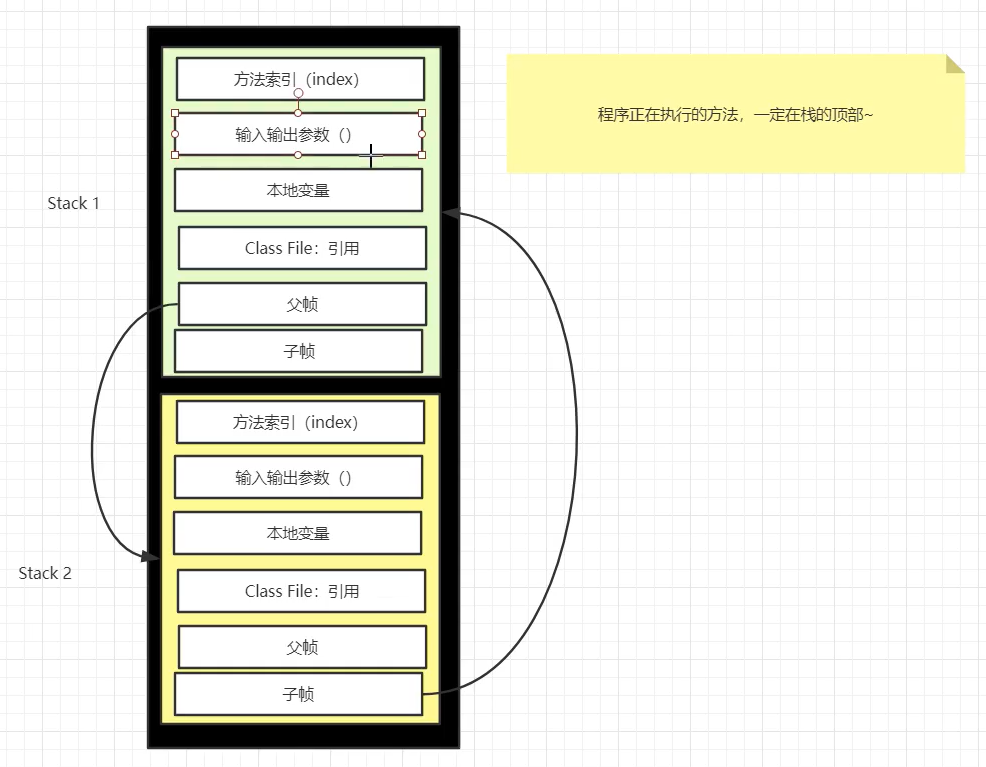 方法索引（index）
输入输出参数（）
本地变量
Class File：引用
父帧
子帧
Stack 1
方法索引（index）
输入输出参数（）
本地变量
Class File：引用
父帧
子帧
Stack 2
程序正在执行的方法，一定在栈的顶部~